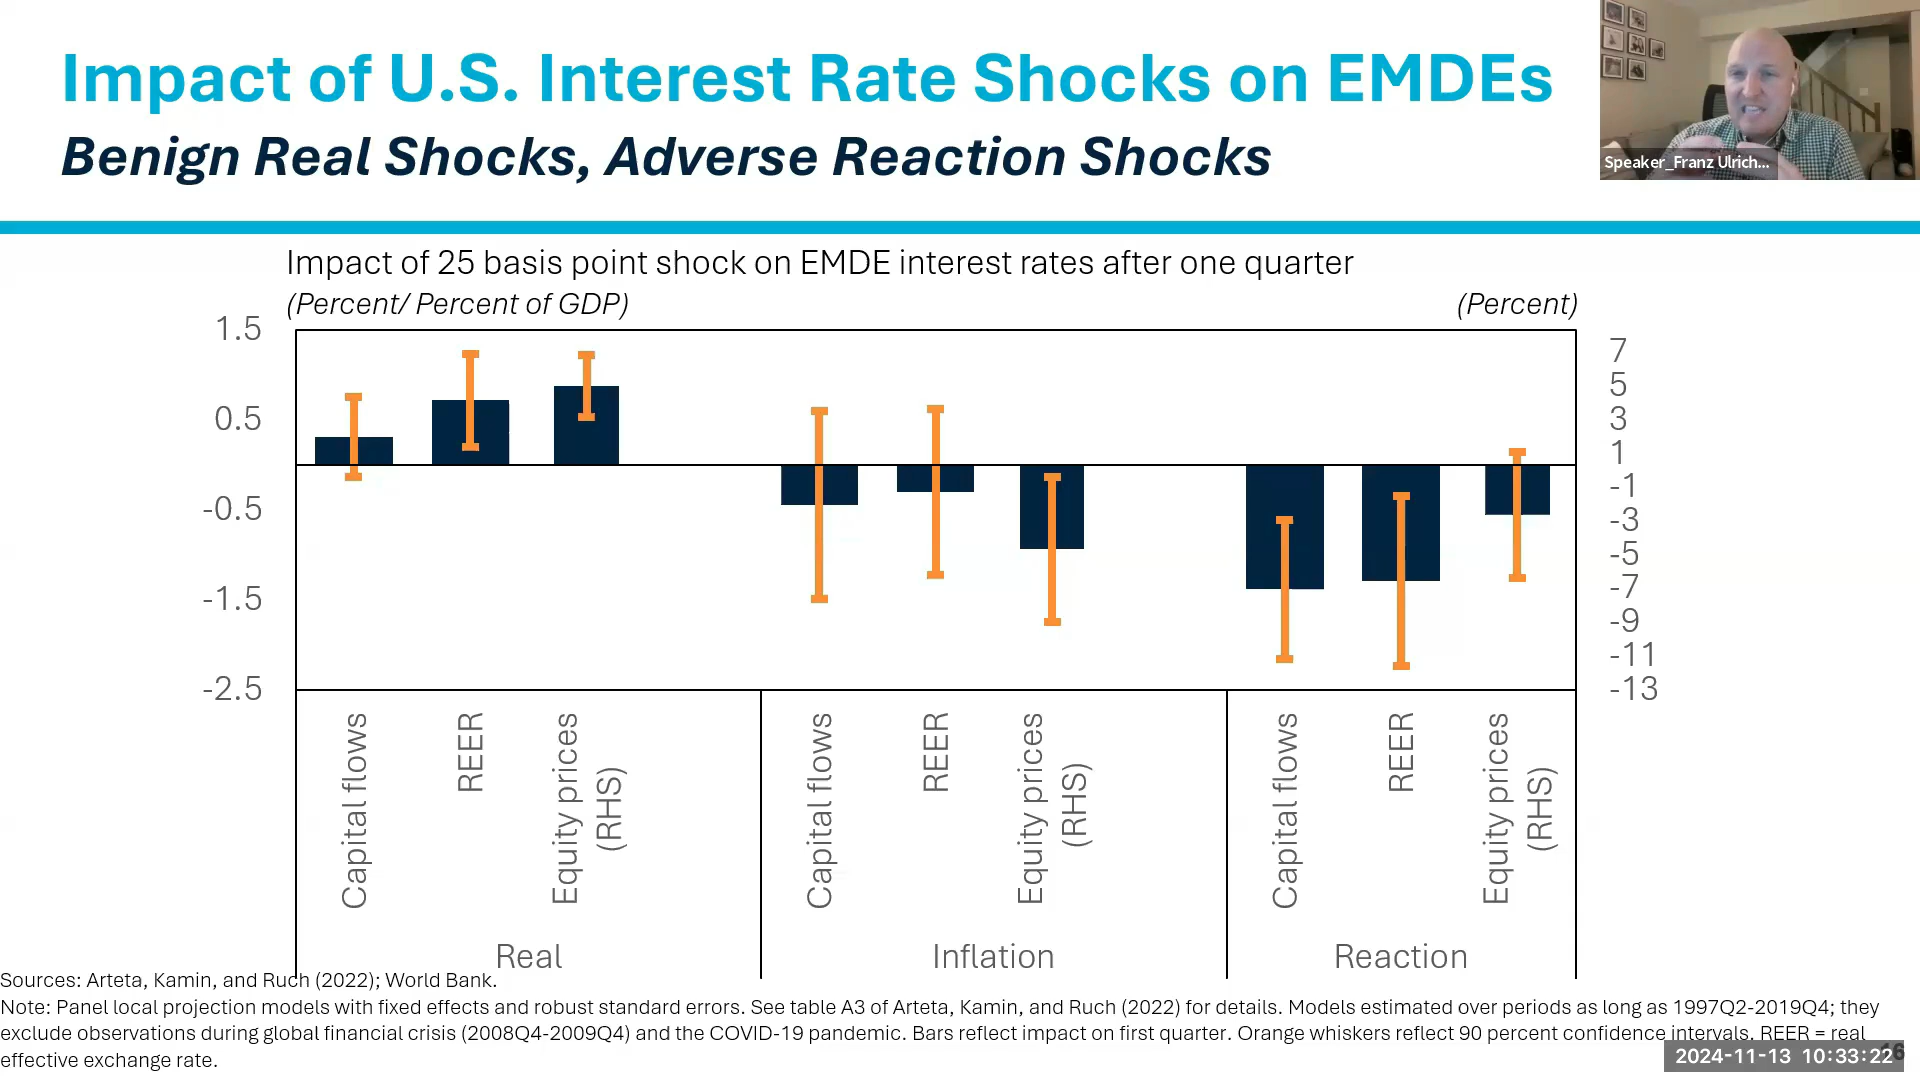 Impact of U.S. Interest Rate Shocks on EMDEs
Benign Real Shocks, Adverse Reaction Shocks
Speaker_Franz Ulrich...
Impact of 25 basis point shock on EMDE interest rates after one quarter
(Percent/ Percent of GDP)
(Percent)
1.5
0.5
-0.5
-1.5
-2.5
7
5
3
1
-1
-3
-5
-7
-9
-11
-13
Capital flows
REER
Equity prices
(RHS)
Capital flows
REER
Equity prices
(RHS)
Capital flows
REER
Equity prices
(RHS)
Real
Inflation
Reaction
Sources: Arteta, Kamin, and Ruch (2022); World Bank.
Note: Panel local projection models with fixed effects and robust standard errors. See table A3 of Arteta, Kamin, and Ruch (2022) for details. Models estimated over periods as long as 1997Q2-2019Q4; they
exclude observations during global financial crisis (2008Q4-2009Q4) and the COVID-19 pandemic. Bars reflect impact on first quarter. Orange whiskers reflect 90 percent confidence intervals. REER = real
effective exchange rate.
2024-11-13 10:33:22
16